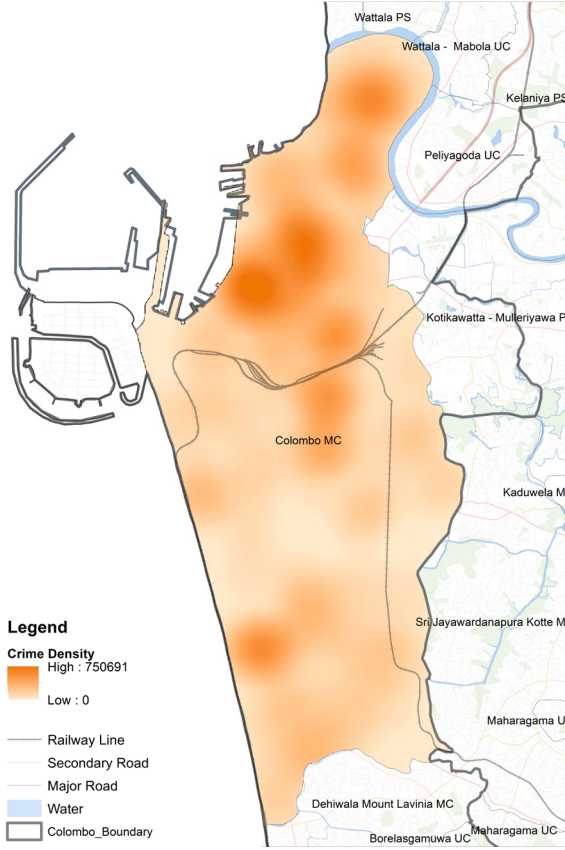 Wattala PS
Wattala - Mabola UC
Kelaniya PS
Peliyagoda UC
Kotikawatta - Mulleriyawa P
Colombo MC
Kaduwela M
Sri Jayawardanapura Kotte M
Maharagama U
Dehiwala Mount Lavinia MC
Maharagama UC
Borelasgamuwa UC
Legend
Crime Density
High : 750691
Low : 0
Railway Line
Secondary Road
Major Road
Water
Colombo_Boundary